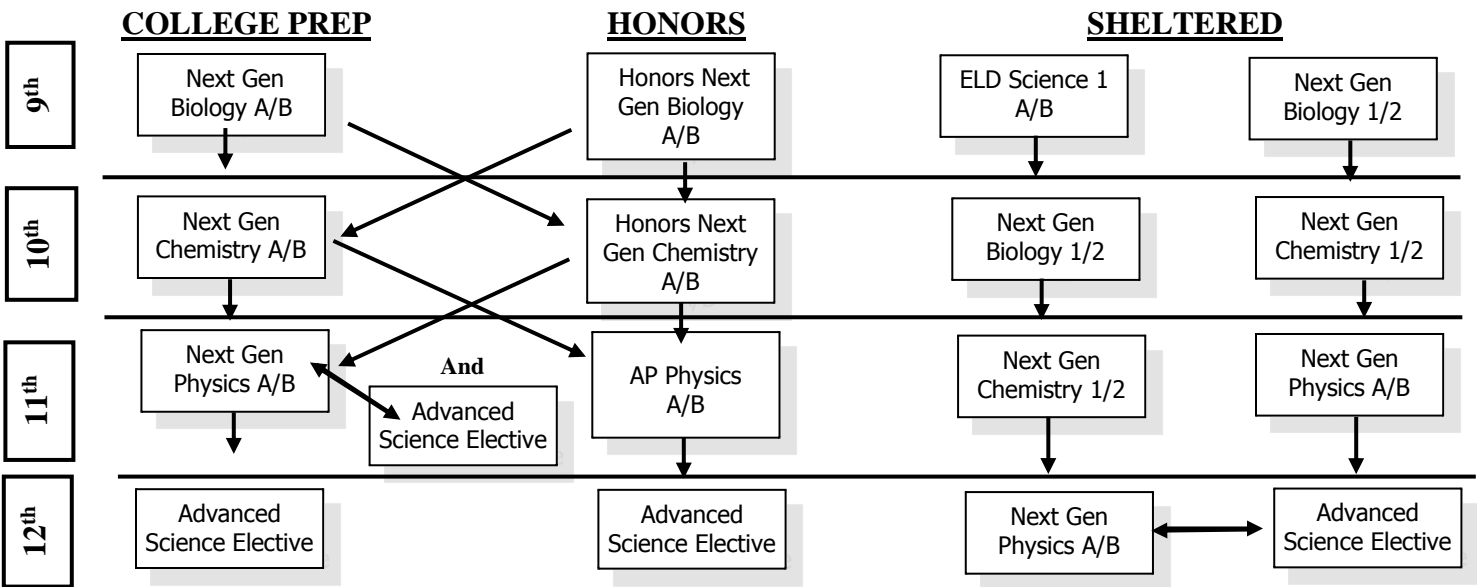 COLLEGE PREP
HONORS
SHELTERED
9th
Next Gen
Biology A/B
Honors Next
Gen Biology
A/B
ELD Science 1
A/B
Next Gen
Biology 1/2
10th
Next Gen
Chemistry A/B
Honors Next
Gen Chemistry
A/B
Next Gen
Biology 1/2
Next Gen
Chemistry 1/2
11th
Next Gen
Physics A/B
And
Advanced
Science Elective
AP Physics
A/B
Next Gen
Chemistry 1/2
Next Gen
Physics A/B
12th
Advanced
Science Elective
Advanced
Science Elective
Next Gen
Physics A/B
Advanced
Science Elective